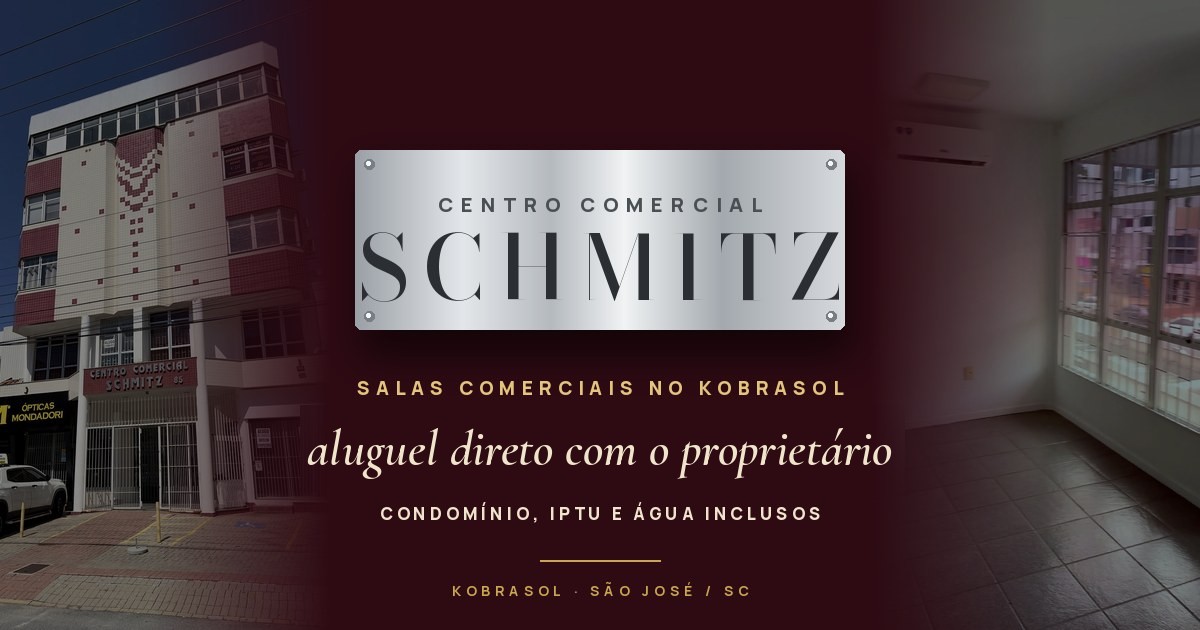 CENTRO COMERCIAL
SCHMITZ
SALAS COMERCIAIS NO KOBRASOL
aluguel direto com o proprietário
CONDOMÍNIO, IPTU E ÁGUA INCLUSOS
KOBRASOL · SÃO JOSÉ / SC
CENTRO COMERCIAL
SCHMITZ 85
ÓPTICAS
MONDADORI